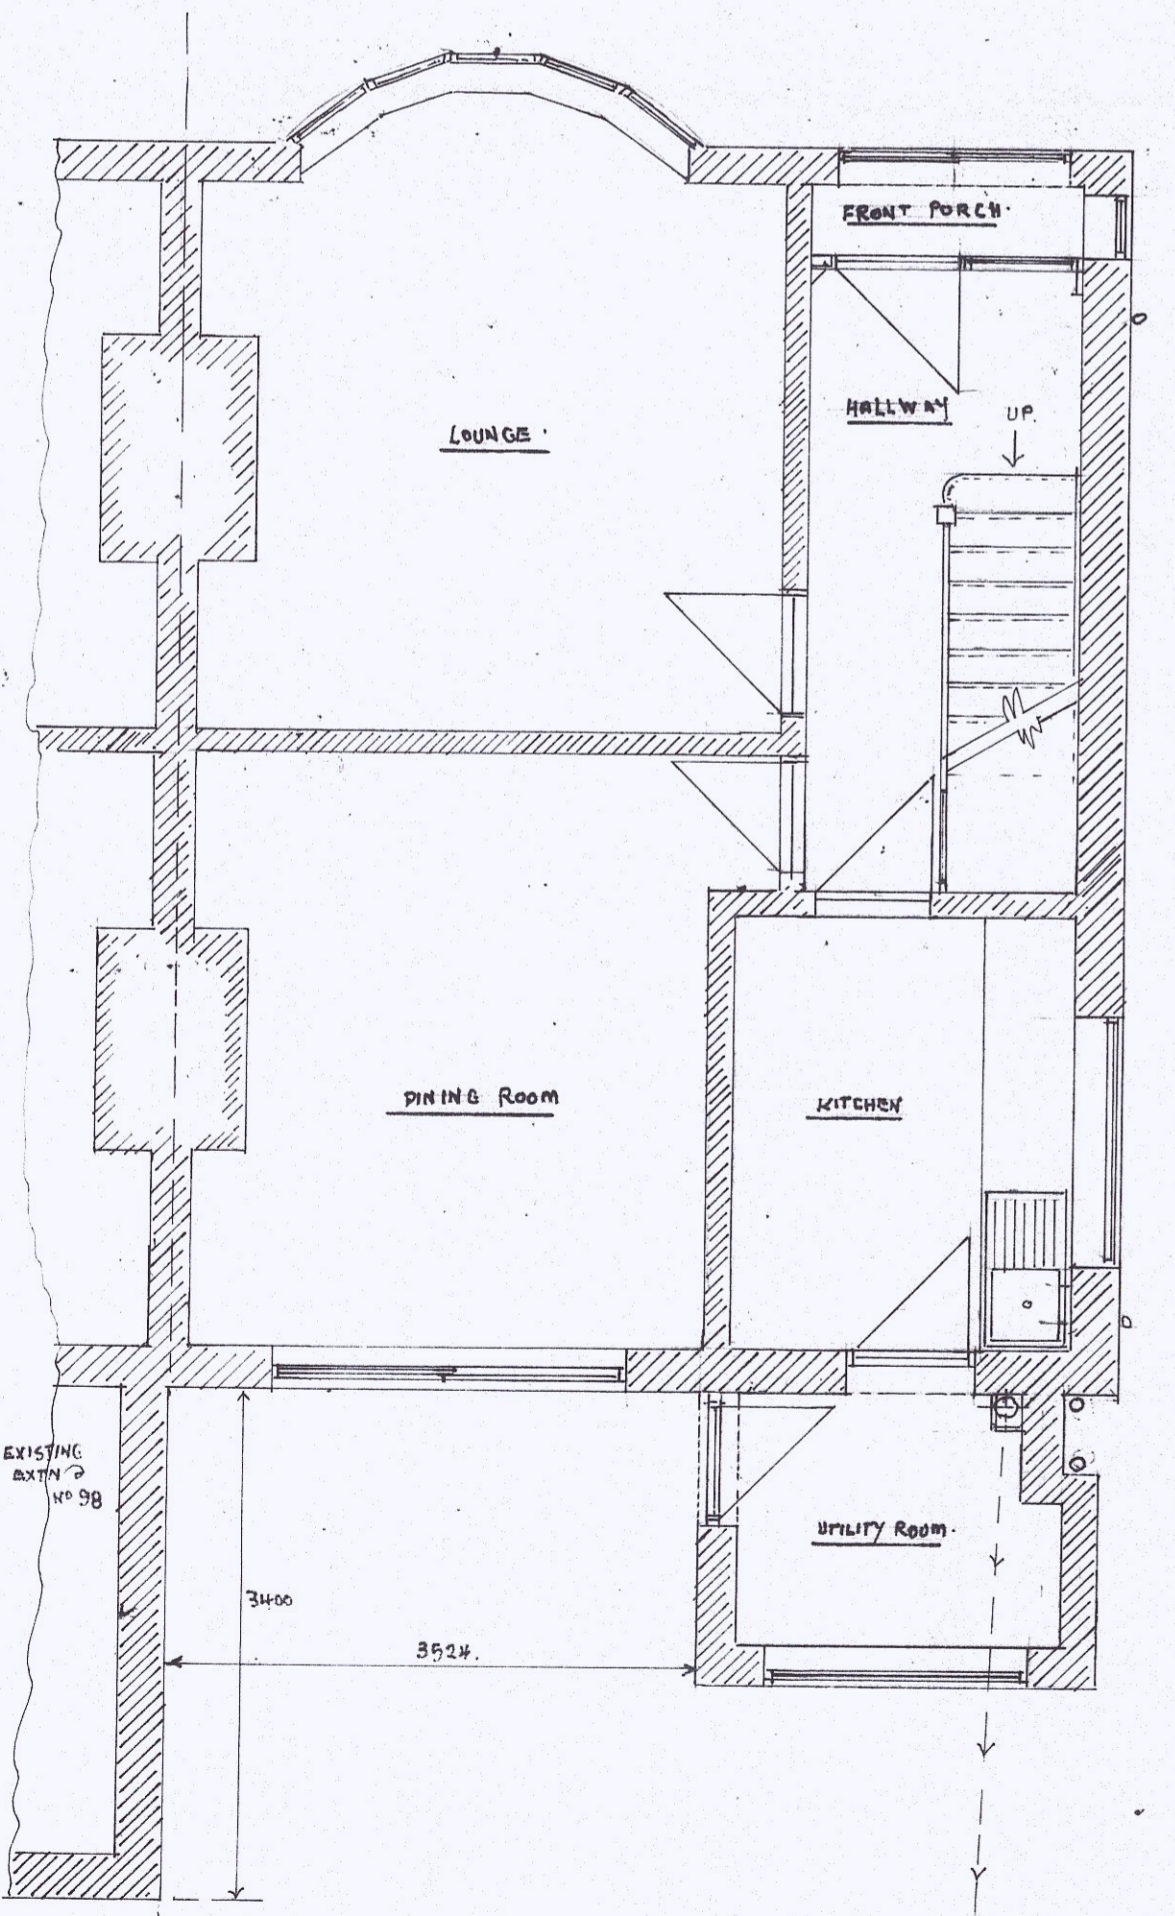 FRONT PORCH.
HALLWAY
UP.
LOUNGE.
DINING ROOM
KITCHEN
EXISTING
EXTN @
Nº 98
UTILITY ROOM.
3400
3524.